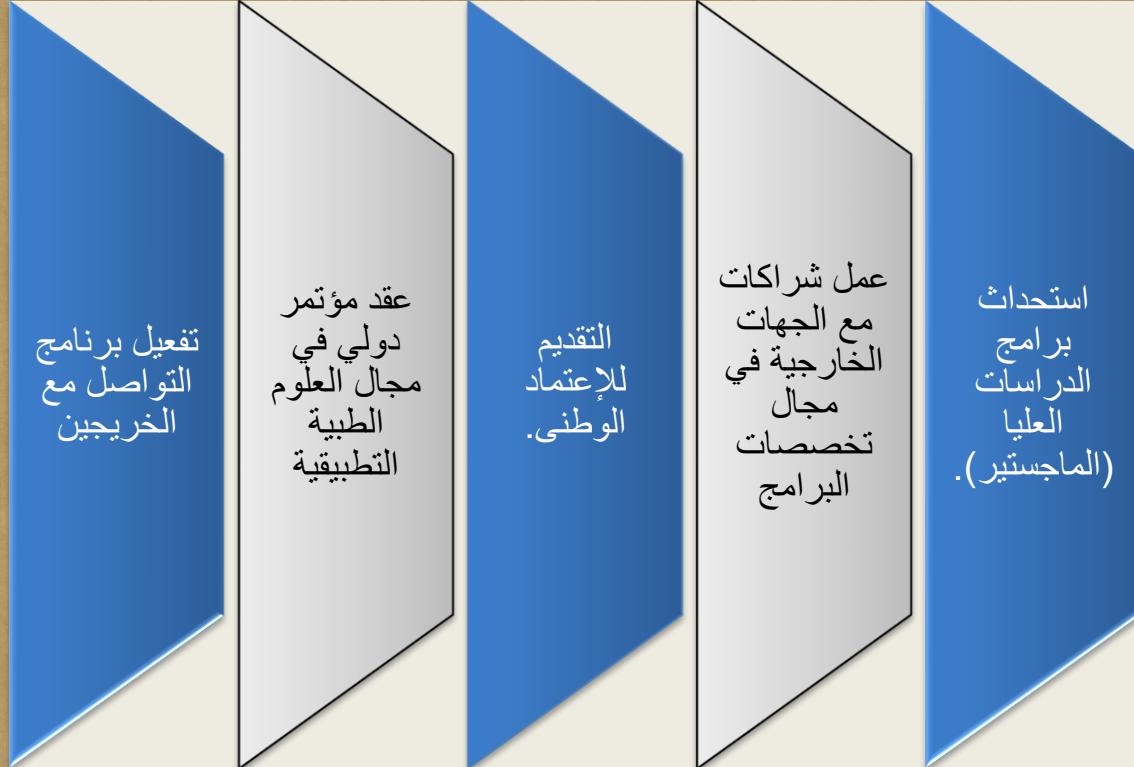 استحداث
برامج
الدراسات
العليا
(الماجستير).
عمل شراكات
مع الجهات
الخارجية في
مجال
تخصصات
البرامج
التقديم
للإعتماد
الوطنى.
عقد مؤتمر
دولي في
مجال العلوم
الطبية
التطبيقية
تفعيل برنامج
التواصل مع
الخريجين